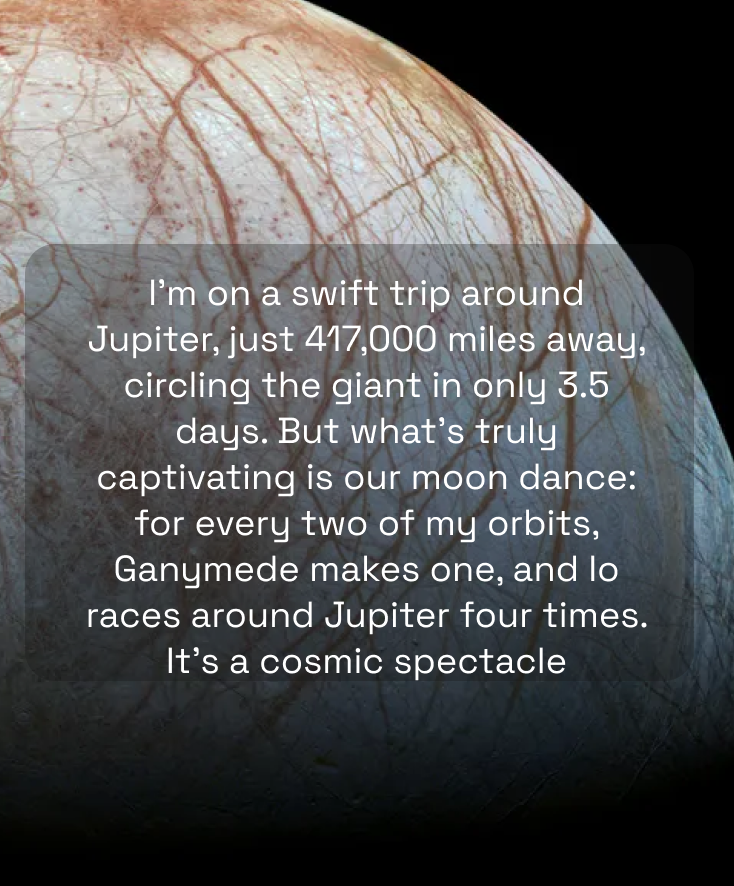 I'm on a swift trip around
Jupiter, just 417,000 miles away,
circling the giant in only 3.5
days. But what's truly
captivating is our moon dance:
for every two of my orbits,
Ganymede makes one, and Io
races around Jupiter four times.
It's a cosmic spectacle